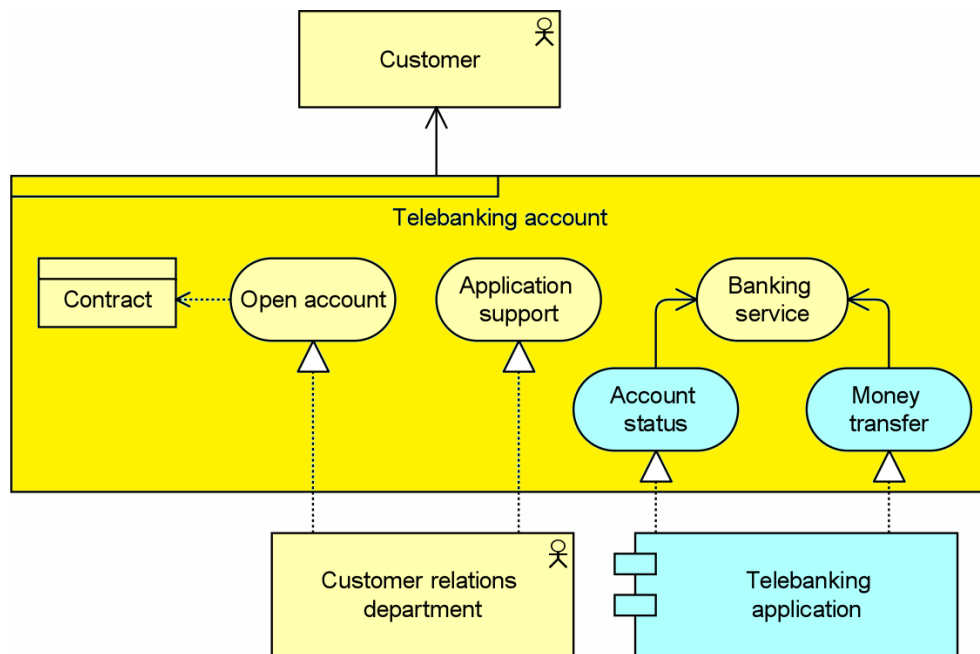 Customer
Telebanking account
Contract
Open account
Application
support
Banking
service
Account
status
Money
transfer
Customer relations
department
Telebanking
application